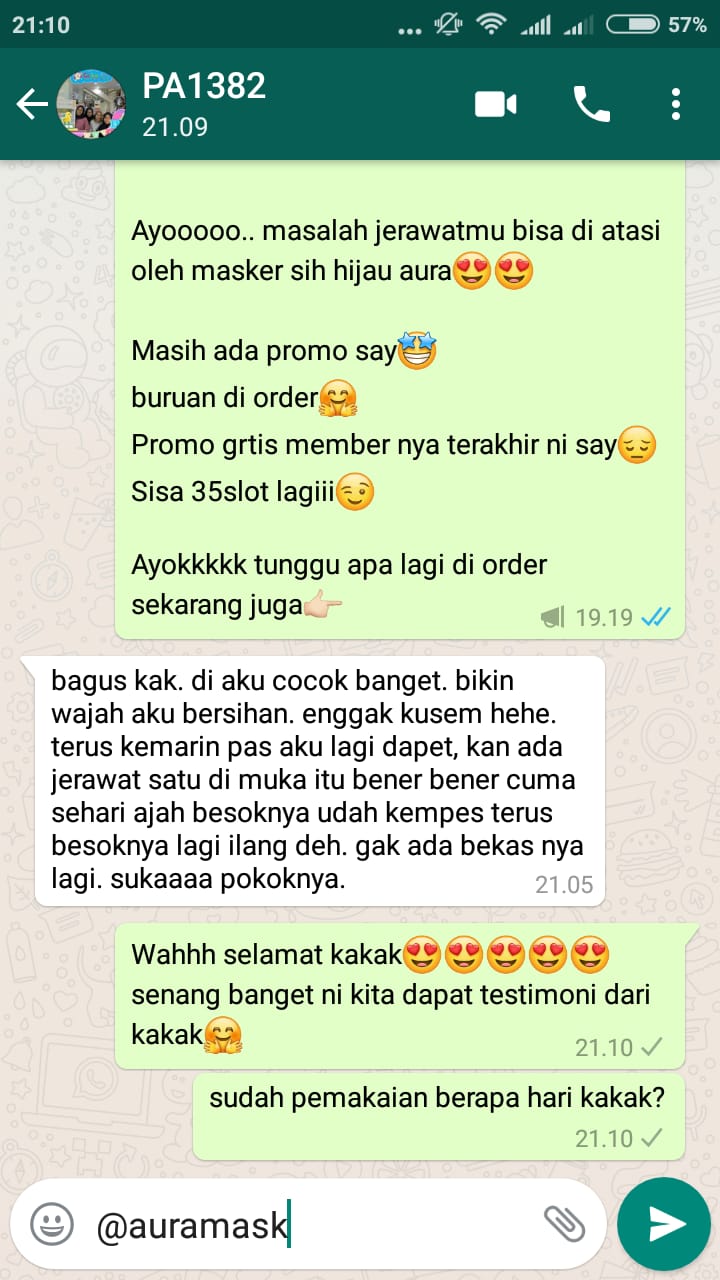 21:10
57%
PA1382
21.09
Ayooooo.. masalah jerawatmu bisa di atasi
oleh masker sih hijau aura😍😍
Masih ada promo say🤩
buruan di order🤗
Promo grtis member nya terakhir ni say😔
Sisa 35slot lagiii😉
Ayokkkkk tunggu apa lagi di order
sekarang juga👉🏻
19.19
bagus kak. di aku cocok banget. bikin
wajah aku bersihan. enggak kusem hehe.
terus kemarin pas aku lagi dapet, kan ada
jerawat satu di muka itu bener bener cuma
sehari ajah besoknya udah kempes terus
besoknya lagi ilang deh. gak ada bekas nya
lagi. sukaaaa pokoknya.
21.05
Wahhh selamat kakak😍😍😍😍😍
senang banget ni kita dapat testimoni dari
kakak🤗
21.10
sudah pemakaian berapa hari kakak?
21.10
@auramask